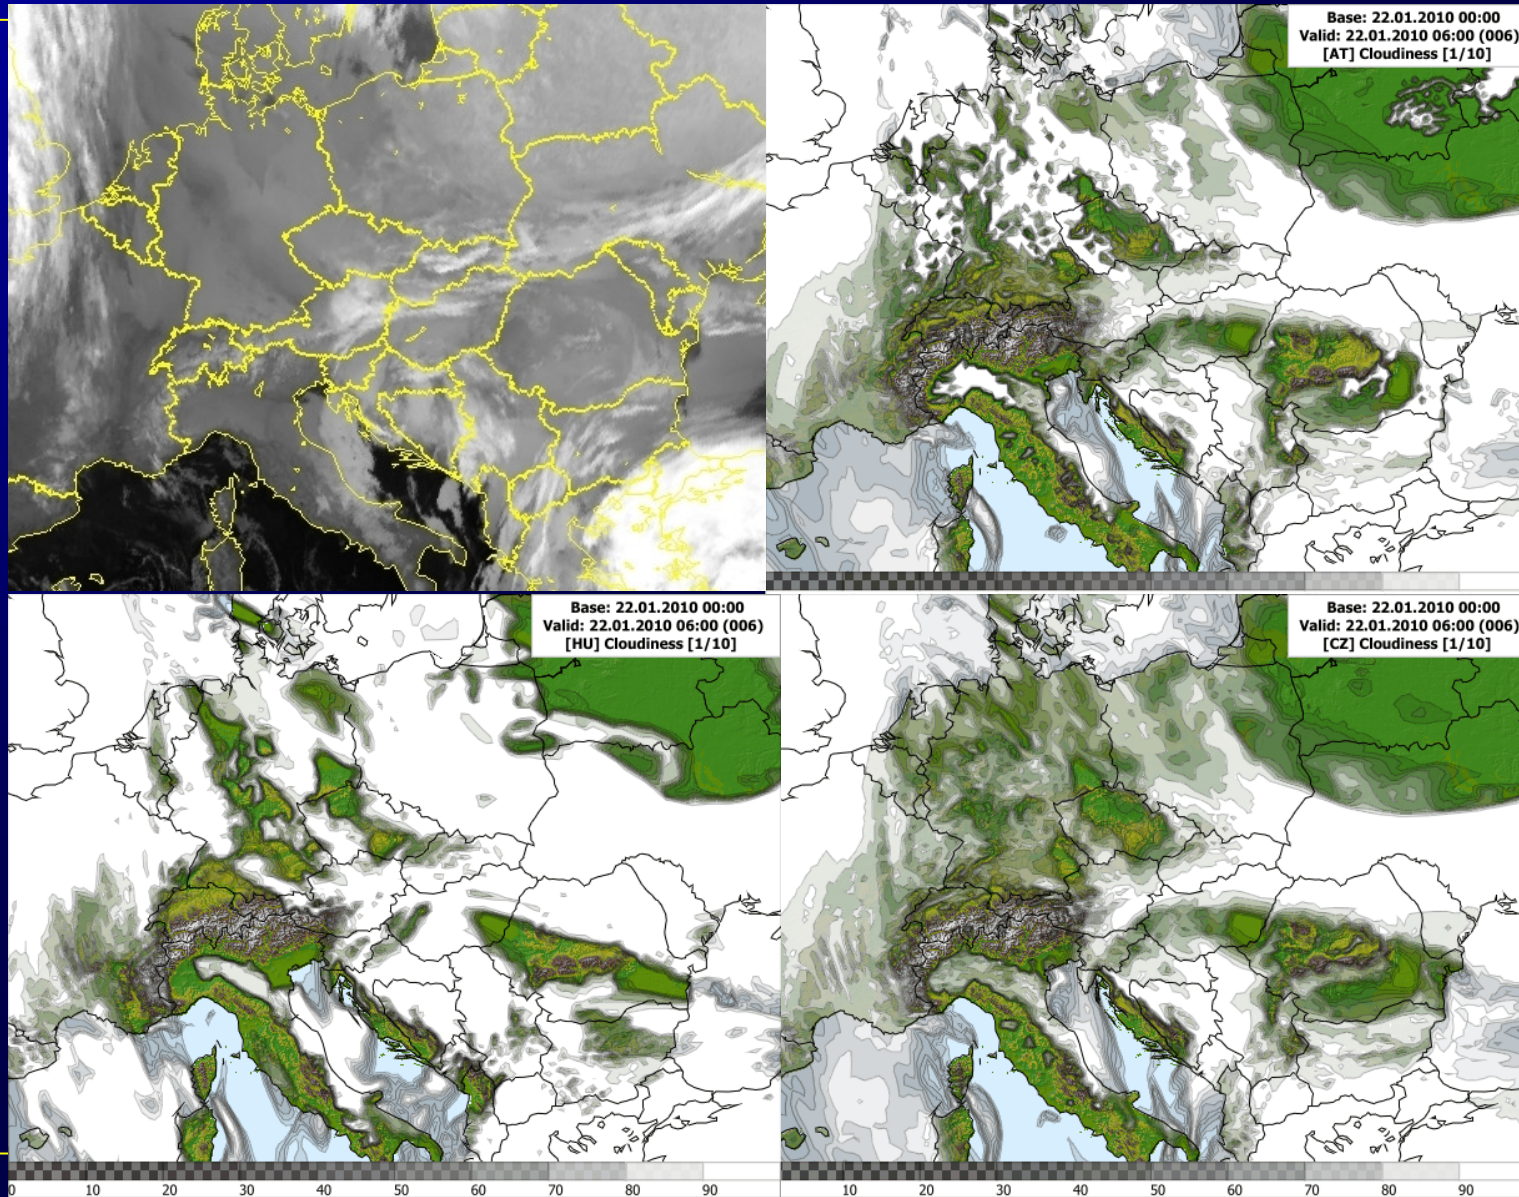 Base: 22.01.2010 00:00
Valid: 22.01.2010 06:00 (006)
[AT] Cloudiness [1/10]
Base: 22.01.2010 00:00
Valid: 22.01.2010 06:00 (006)
[HU] Cloudiness [1/10]
Base: 22.01.2010 00:00
Valid: 22.01.2010 06:00 (006)
[CZ] Cloudiness [1/10]
0 10 20 30 40 50 60 70 80 90
10 20 30 40 50 60 70 80 90